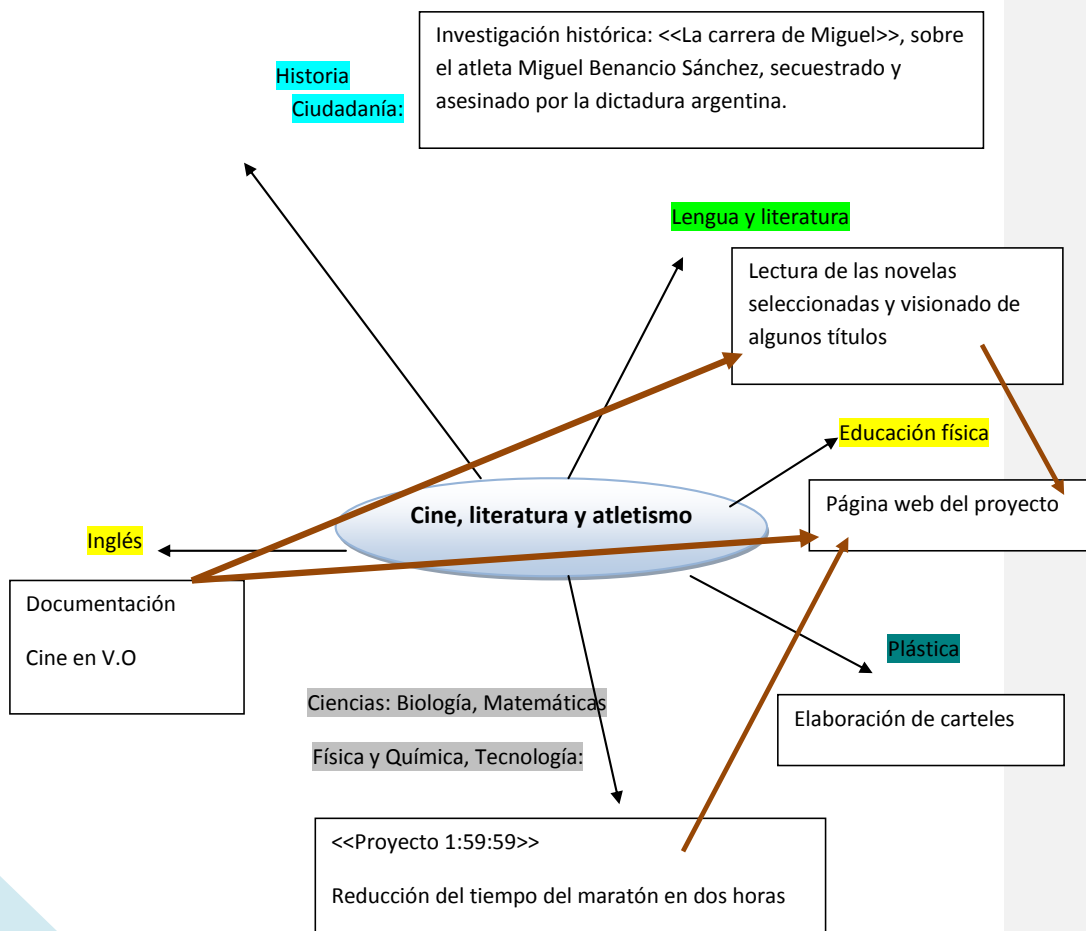 Investigación histórica: <<La carrera de Miguel>>, sobre
el atleta Miguel Benancio Sánchez, secuestrado y
asesinado por la dictadura argentina.
Historia
Ciudadanía:
Lengua y literatura
Lectura de las novelas
seleccionadas y visionado de
algunos títulos
Educación física
Página web del proyecto
Cine, literatura y atletismo
Inglés
Documentación
Cine en V.O
Plástica
Elaboración de carteles
Ciencias: Biología, Matemáticas
Física y Química, Tecnología:
<<Proyecto 1:59:59>>
Reducción del tiempo del maratón en dos horas